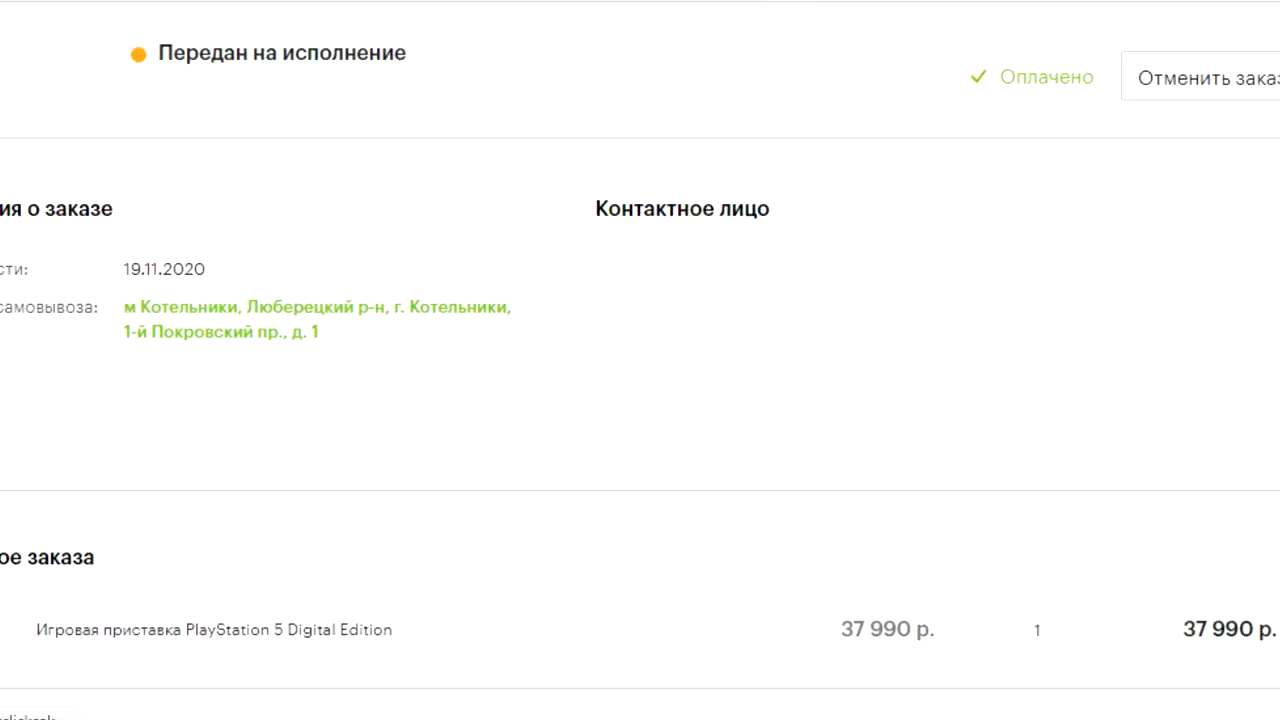 Передан на исполнение
Оплачено
Отменить зака
ия о заказе
Контактное лицо
сти:
19.11.2020
самовывоза:
м Котельники, Люберецкий р-н, г. Котельники,
1-й Покровский пр., д. 1
ое заказа
Игровая приставка PlayStation 5 Digital Edition
37 990 р.
1
37 990 р.